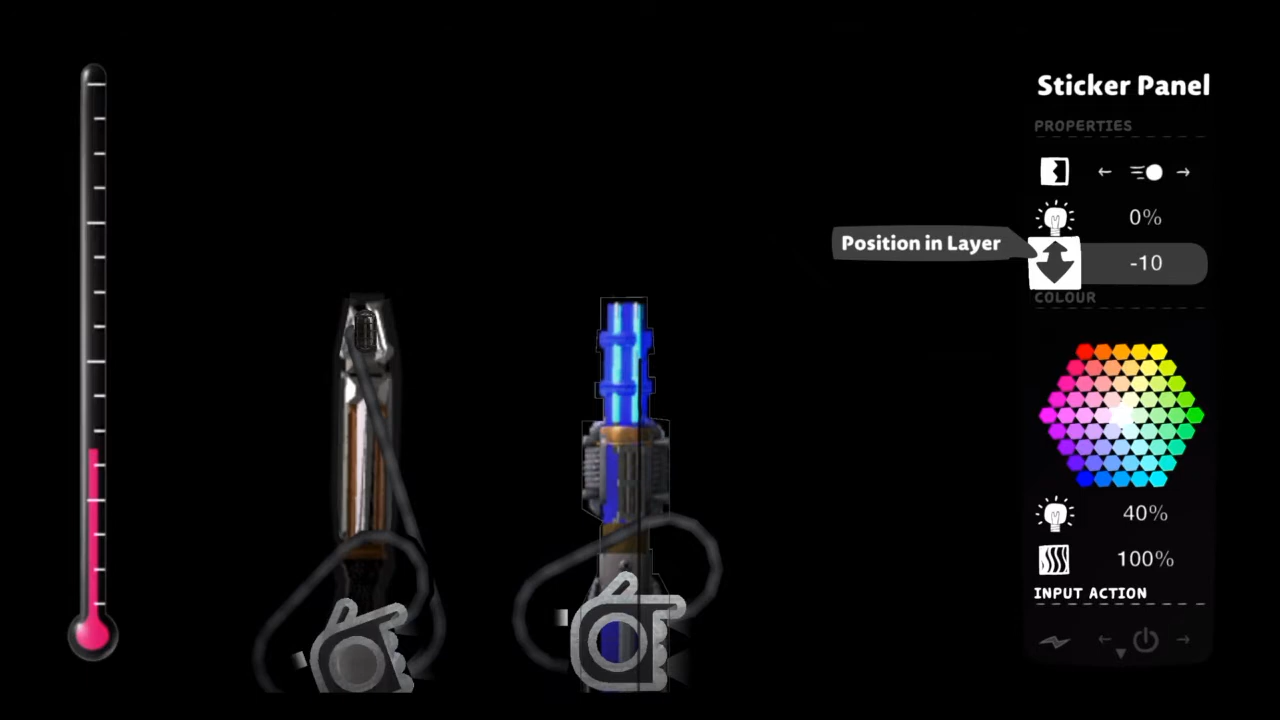 Sticker Panel
PROPERTIES
0%
Position in Layer
-10
COLOUR
40%
100%
INPUT ACTION